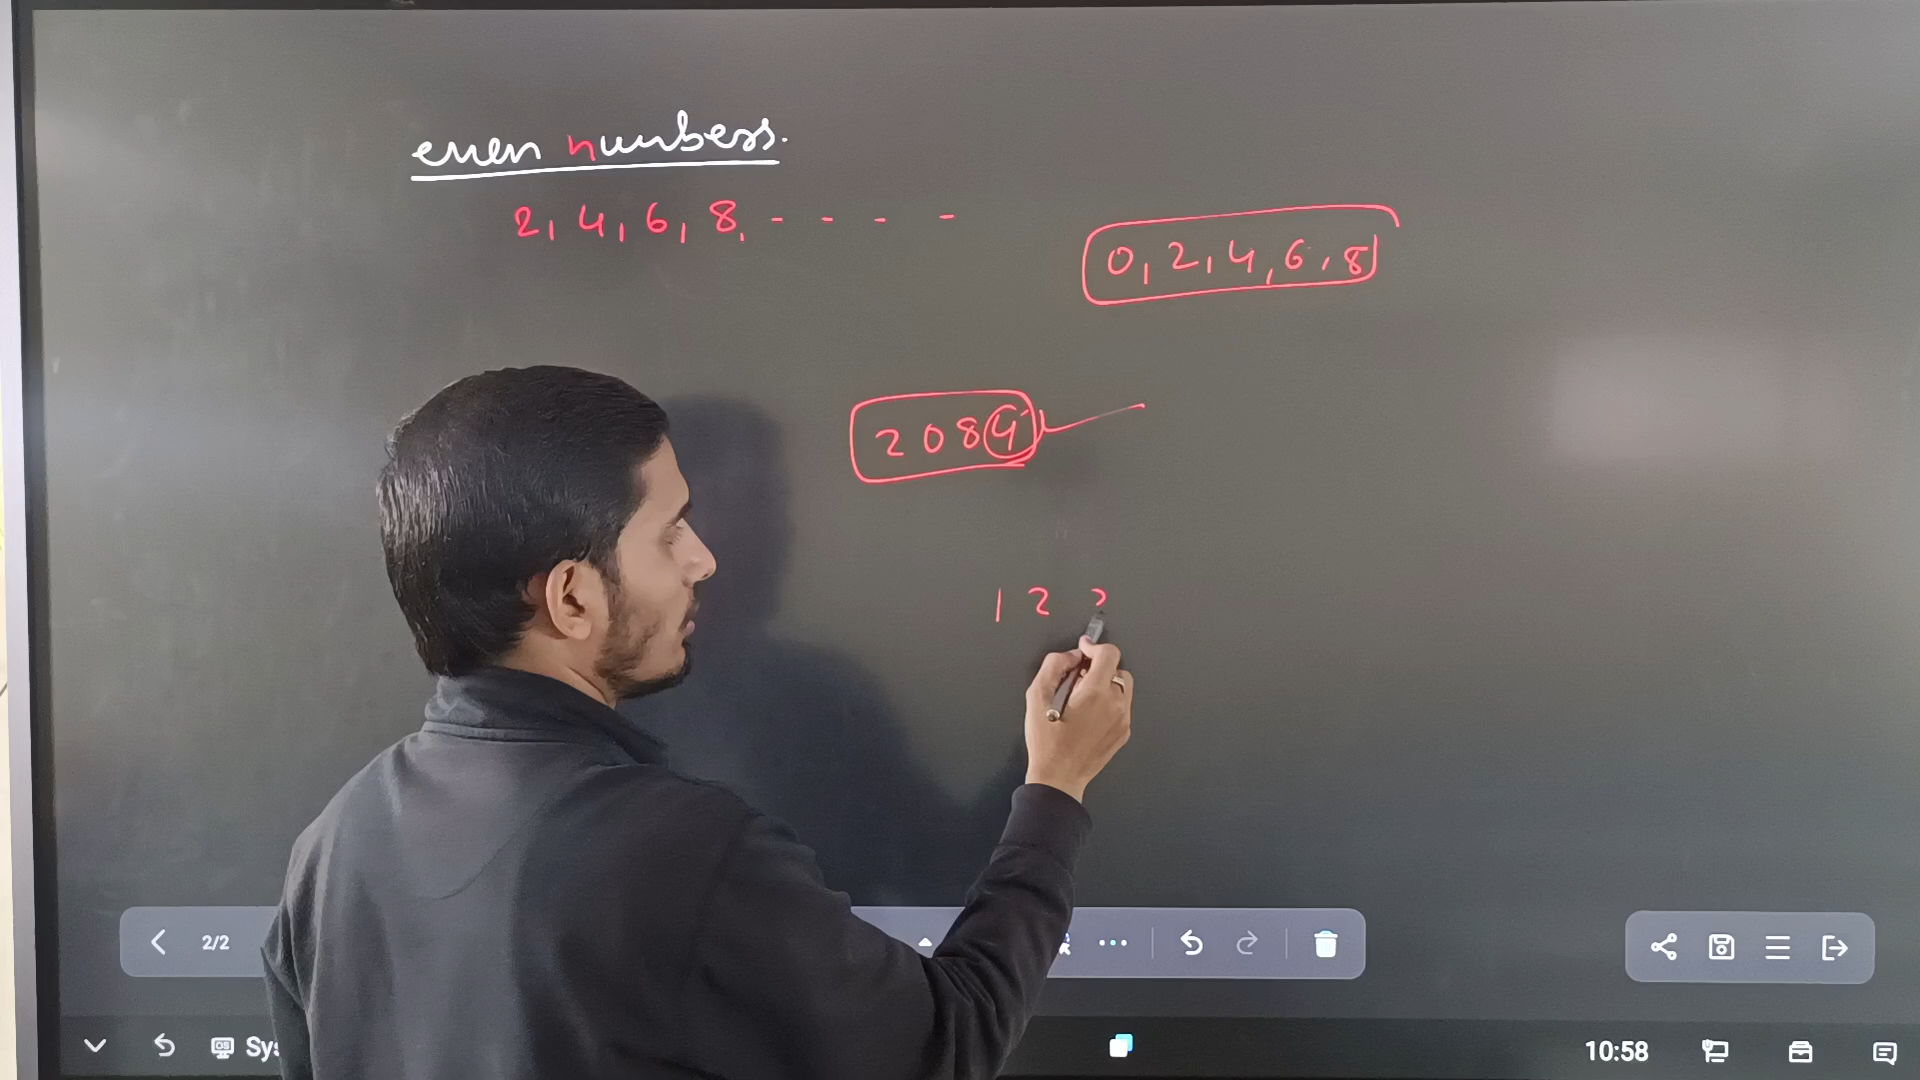 even numbers.
2, 4, 6, 8, - - - -
0, 2, 4, 6, 8
2084
1 2
2/2
10:58